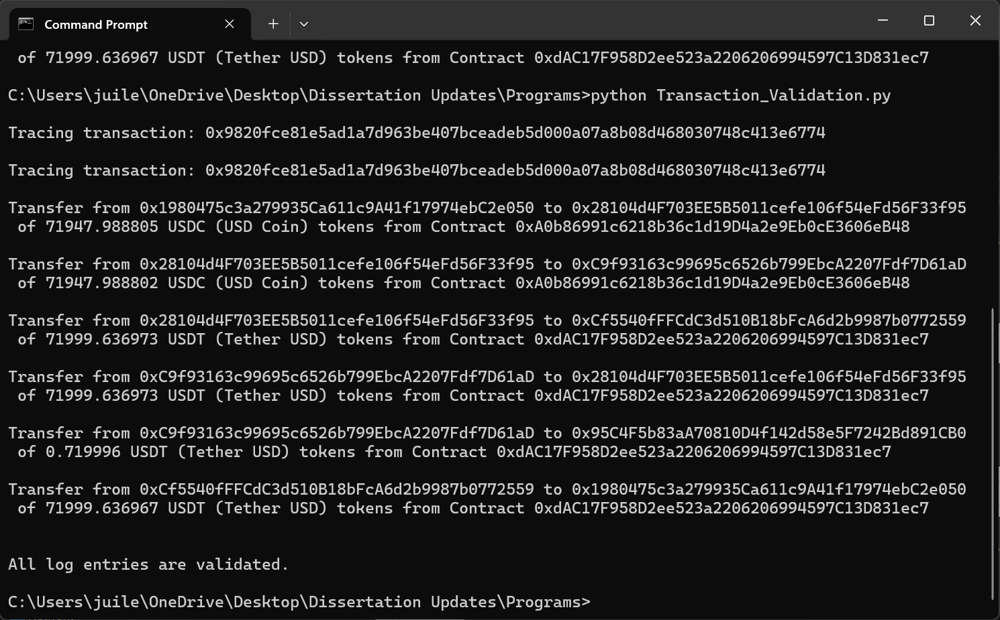 Command Prompt
of 71999.636967 USDT (Tether USD) tokens from Contract 0xdAC17F958D2ee523a2206206994597C13D831ec7
C:\Users\juile\OneDrive\Desktop\Dissertation Updates\Programs>python Transaction_Validation.py
Tracing transaction: 0x9820fce81e5ad1a7d963be407bceadeb5d000a07a8b08d468030748c413e6774
Tracing transaction: 0x9820fce81e5ad1a7d963be407bceadeb5d000a07a8b08d468030748c413e6774
Transfer from 0x1980475c3a279935Ca611c9A41f17974ebC2e050 to 0x28104d4F703EE5B5011cefe106f54eFd56F33f95
of 71947.988805 USDC (USD Coin) tokens from Contract 0xA0b86991c6218b36c1d19D4a2e9Eb0cE3606eB48
Transfer from 0x28104d4F703EE5B5011cefe106f54eFd56F33f95 to 0xC9f93163c99695c6526b799EbcA2207Fdf7D61aD
of 71947.988802 USDC (USD Coin) tokens from Contract 0xA0b86991c6218b36c1d19D4a2e9Eb0cE3606eB48
Transfer from 0x28104d4F703EE5B5011cefe106f54eFd56F33f95 to 0xCf5540fFFCdC3d510B18bFcA6d2b9987b0772559
of 71999.636973 USDT (Tether USD) tokens from Contract 0xdAC17F958D2ee523a2206206994597C13D831ec7
Transfer from 0xC9f93163c99695c6526b799EbcA2207Fdf7D61aD to 0x28104d4F703EE5B5011cefe106f54eFd56F33f95
of 71999.636973 USDT (Tether USD) tokens from Contract 0xdAC17F958D2ee523a2206206994597C13D831ec7
Transfer from 0xC9f93163c99695c6526b799EbcA2207Fdf7D61aD to 0x95C4F5b83aA70810D4f142d58e5F7242Bd891CB0
of 0.719996 USDT (Tether USD) tokens from Contract 0xdAC17F958D2ee523a2206206994597C13D831ec7
Transfer from 0xCf5540fFFCdC3d510B18bFcA6d2b9987b0772559 to 0x1980475c3a279935Ca611c9A41f17974ebC2e050
of 71999.636967 USDT (Tether USD) tokens from Contract 0xdAC17F958D2ee523a2206206994597C13D831ec7
All log entries are validated.
C:\Users\juile\OneDrive\Desktop\Dissertation Updates\Programs>